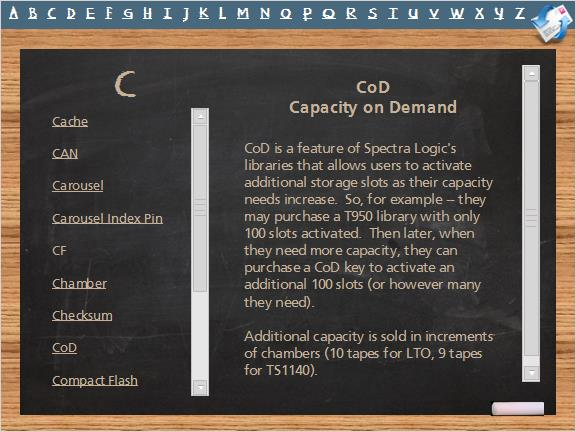 A B C D E F G H I J K L M N O P Q R S T U V W X Y Z
C
Cache
CAN
Carousel
Carousel Index Pin
CF
Chamber
Checksum
CoD
Compact Flash
CoD
Capacity on Demand
CoD is a feature of Spectra Logic's
libraries that allows users to activate
additional storage slots as their capacity
needs increase.  So, for example – they
may purchase a T950 library with only
100 slots activated.  Then later, when
they need more capacity, they can
purchase a CoD key to activate an
additional 100 slots (or however many
they need).
Additional capacity is sold in increments
of chambers (10 tapes for LTO, 9 tapes
for TS1140).